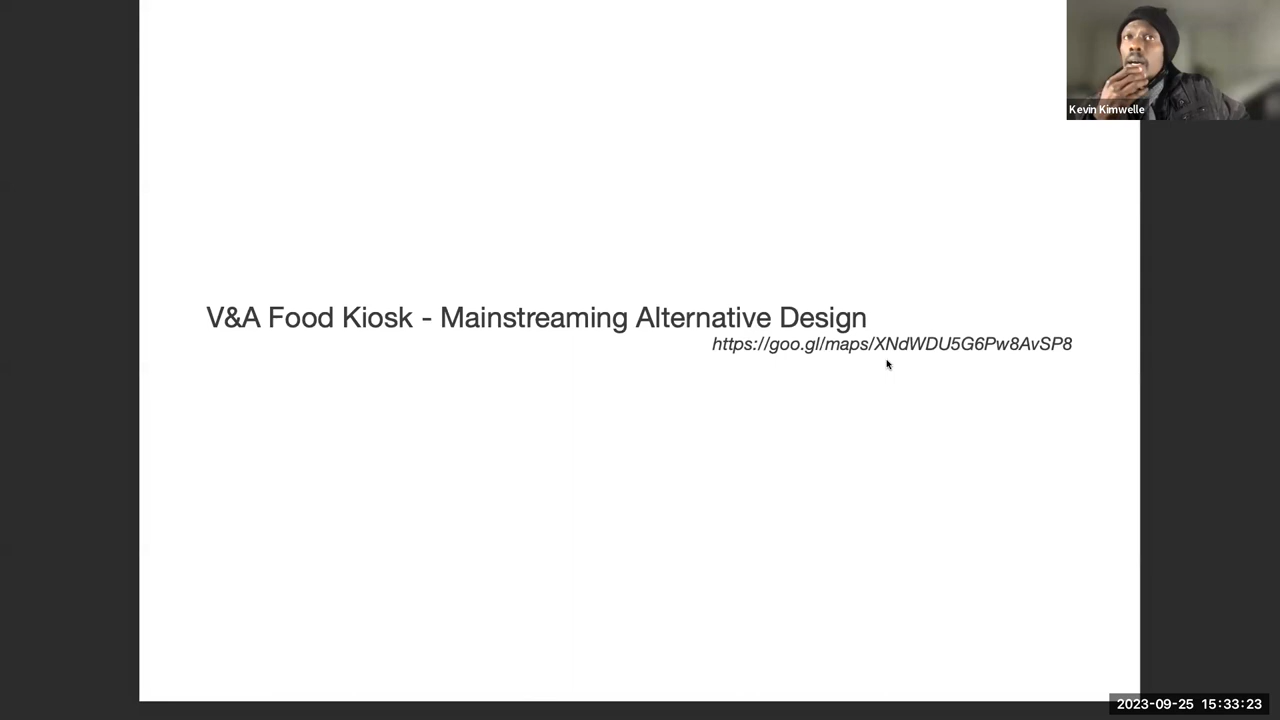 Kevin Kimwelle
V&A Food Kiosk - Mainstreaming Alternative Design
https://goo.gl/maps/XNdWDU5G6Pw8AvSP8
2023-09-25 15:33:23